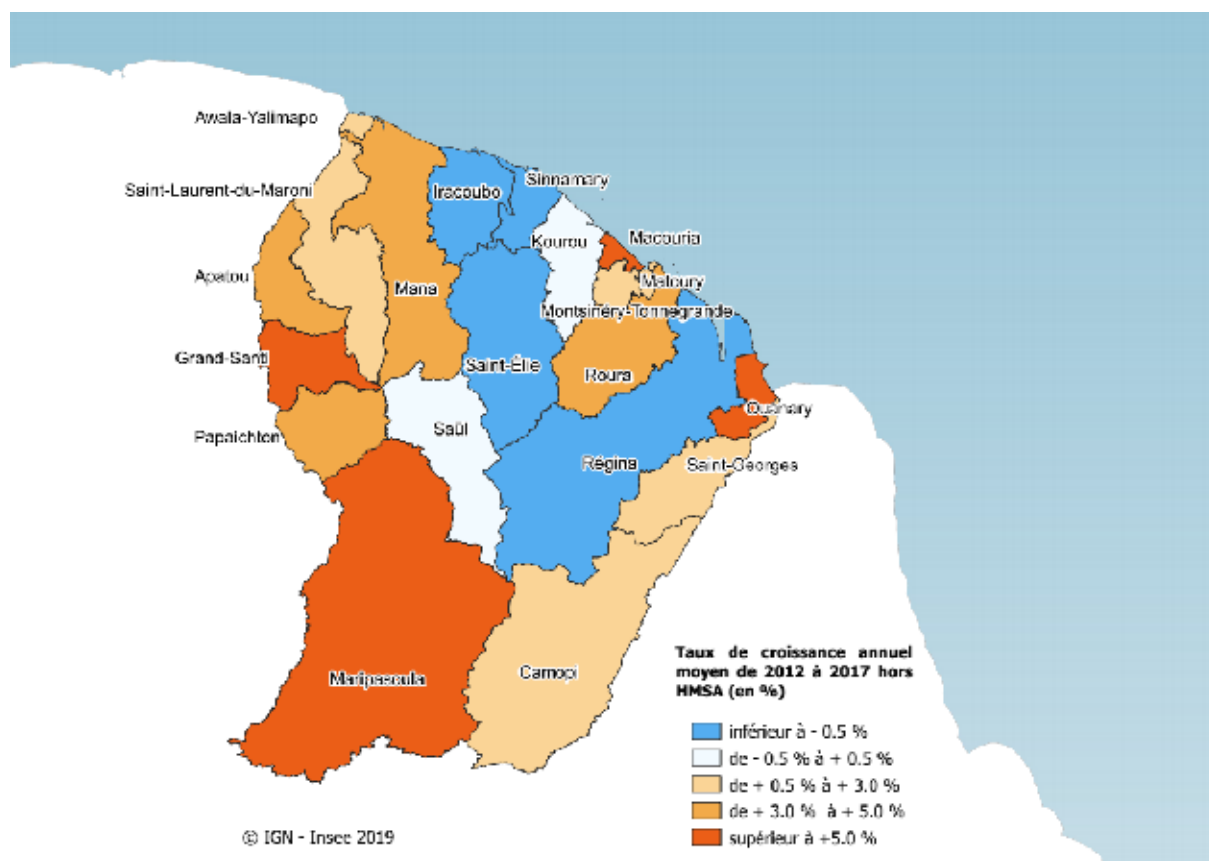 Awala-Yalimapo
Saint-Laurent-du-Maroni
Iracoubo
Sinnamary
Kourou
Macouria
Apatou
Mana
Matoury
Montsinéry-Tonnegrande
Grand-Santi
Saint-Élie
Roura
Ouanary
Papaichton
Saül
Régina
Saint-Georges
Maripasoula
Camopi
Taux de croissance annuel
moyen de 2012 à 2017 hors
HMSA (en %)
inférieur à - 0.5 %
de - 0.5 % à + 0.5 %
de + 0.5 % à + 3.0 %
de + 3.0 % à + 5.0 %
supérieur à +5.0 %
© IGN - Insee 2019